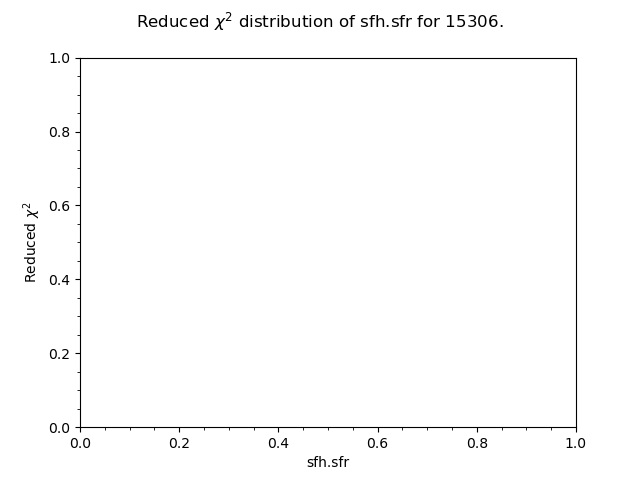 Reduced χ² distribution of sfh.sfr for 15306.
1.0
0.8
0.6
0.4
0.2
0.0
Reduced χ²
0.0 0.2 0.4 0.6 0.8 1.0
sfh.sfr